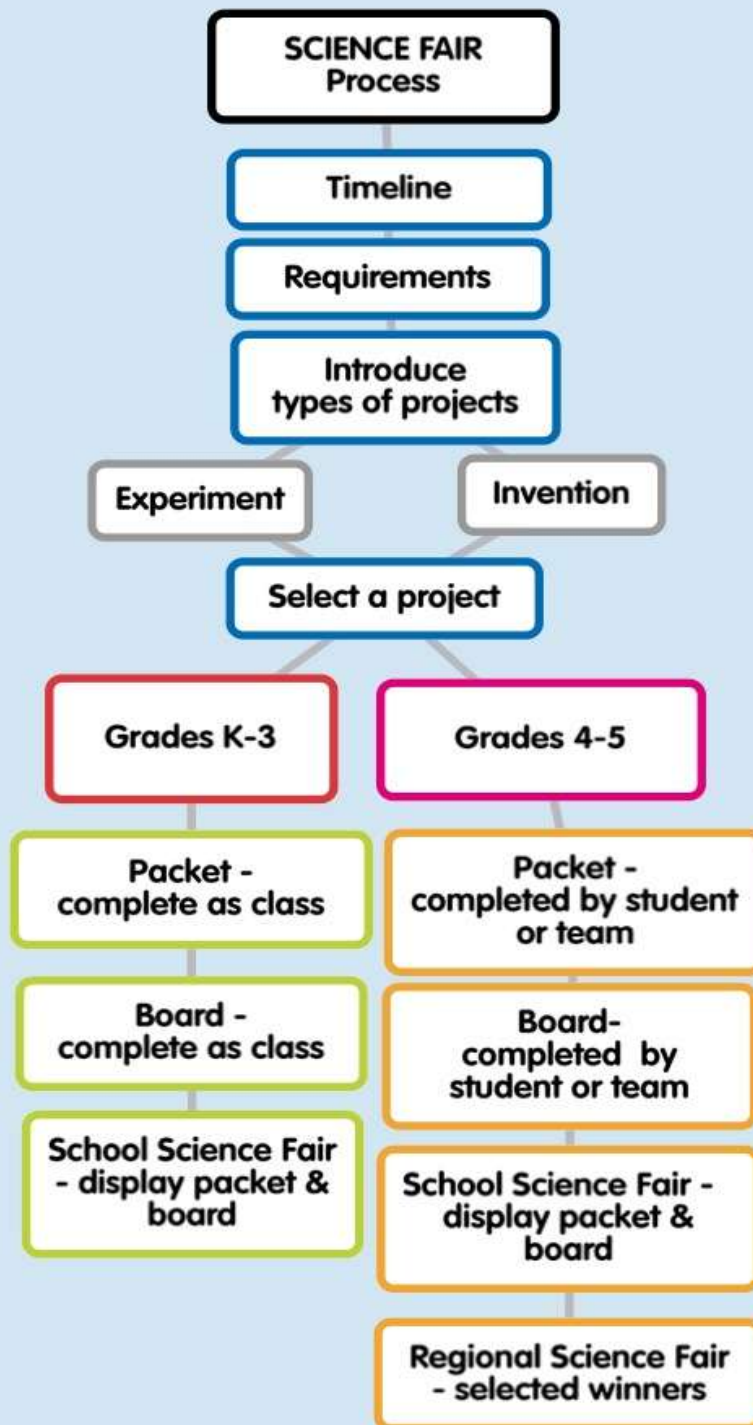 SCIENCE FAIR
Process
Timeline
Requirements
Introduce
types of projects
Experiment
Invention
Select a project
Grades K-3
Grades 4-5
Packet -
complete as class
Packet -
completed by student
or team
Board -
complete as class
Board-
completed by
student or team
School Science Fair
- display packet &
board
School Science Fair -
display packet &
board
Regional Science Fair
- selected winners